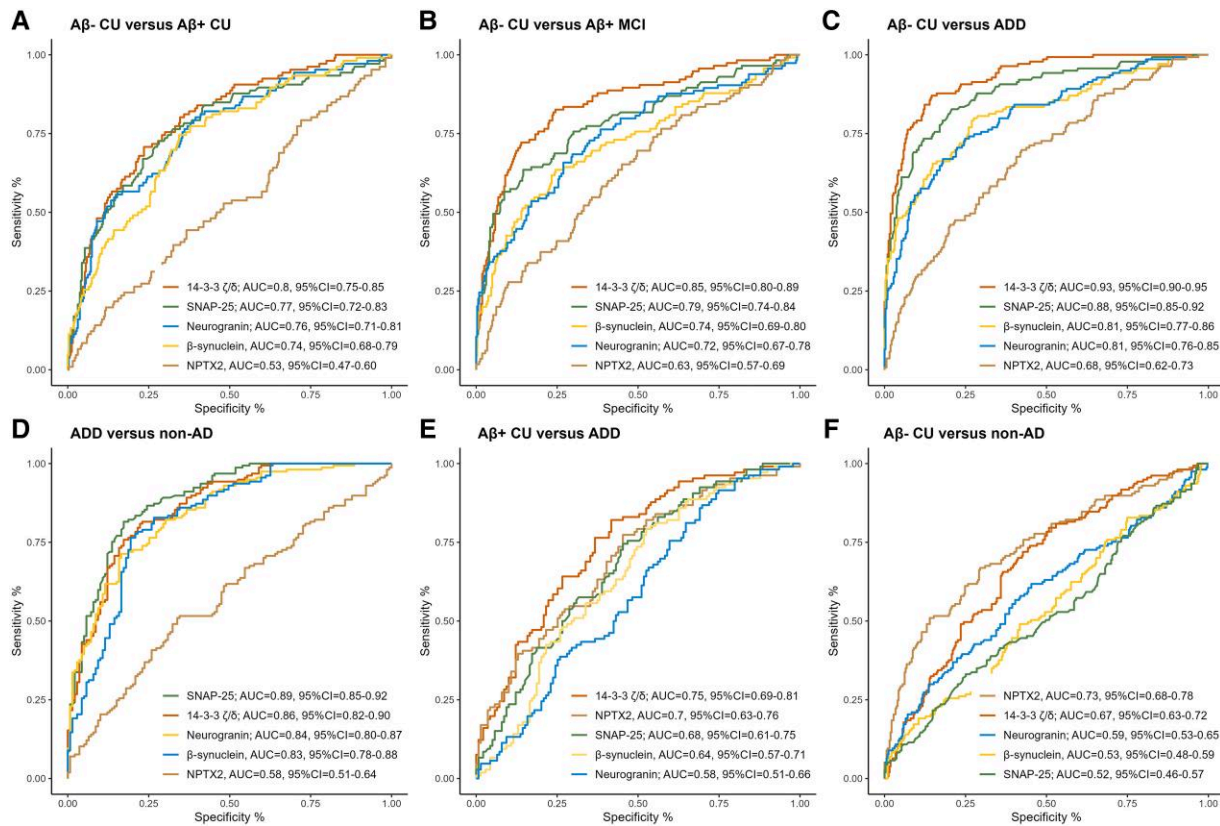 A
Aβ- CU versus Aβ+ CU
1.00
0.75
0.50
0.25
0.00
Sensitivity %
14-3-3 ζ/δ; AUC=0.8, 95%CI=0.75-0.85
SNAP-25; AUC=0.77, 95%CI=0.72-0.83
Neurogranin; AUC=0.76, 95%CI=0.71-0.81
β-synuclein, AUC=0.74, 95%CI=0.68-0.79
NPTX2, AUC=0.53, 95%CI=0.47-0.60
0.00 0.25 0.50 0.75 1.00
Specificity %
B
Aβ- CU versus Aβ+ MCI
1.00
0.75
0.50
0.25
0.00
Sensitivity %
14-3-3 ζ/δ; AUC=0.85, 95%CI=0.80-0.89
SNAP-25; AUC=0.79, 95%CI=0.74-0.84
β-synuclein, AUC=0.74, 95%CI=0.69-0.80
Neurogranin; AUC=0.72, 95%CI=0.67-0.78
NPTX2, AUC=0.63, 95%CI=0.57-0.69
0.00 0.25 0.50 0.75 1.00
Specificity %
C
Aβ- CU versus ADD
1.00
0.75
0.50
0.25
0.00
Sensitivity %
14-3-3 ζ/δ; AUC=0.93, 95%CI=0.90-0.95
SNAP-25; AUC=0.88, 95%CI=0.85-0.92
β-synuclein, AUC=0.81, 95%CI=0.77-0.86
Neurogranin; AUC=0.81, 95%CI=0.76-0.85
NPTX2, AUC=0.68, 95%CI=0.62-0.73
0.00 0.25 0.50 0.75 1.00
Specificity %
D
ADD versus non-AD
1.00
0.75
0.50
0.25
0.00
Sensitivity %
SNAP-25; AUC=0.89, 95%CI=0.85-0.92
14-3-3 ζ/δ; AUC=0.86, 95%CI=0.82-0.90
Neurogranin; AUC=0.84, 95%CI=0.80-0.87
β-synuclein, AUC=0.83, 95%CI=0.78-0.88
NPTX2, AUC=0.58, 95%CI=0.51-0.64
0.00 0.25 0.50 0.75 1.00
Specificity %
E
Aβ+ CU versus ADD
1.00
0.75
0.50
0.25
0.00
Sensitivity %
14-3-3 ζ/δ; AUC=0.75, 95%CI=0.69-0.81
NPTX2, AUC=0.7, 95%CI=0.63-0.76
SNAP-25; AUC=0.68, 95%CI=0.61-0.75
β-synuclein, AUC=0.64, 95%CI=0.57-0.71
Neurogranin; AUC=0.58, 95%CI=0.51-0.66
0.00 0.25 0.50 0.75 1.00
Specificity %
F
Aβ- CU versus non-AD
1.00
0.75
0.50
0.25
0.00
Sensitivity %
NPTX2, AUC=0.73, 95%CI=0.68-0.78
14-3-3 ζ/δ; AUC=0.67, 95%CI=0.63-0.72
Neurogranin; AUC=0.59, 95%CI=0.53-0.65
β-synuclein, AUC=0.53, 95%CI=0.48-0.59
SNAP-25; AUC=0.52, 95%CI=0.46-0.57
0.00 0.25 0.50 0.75 1.00
Specificity %